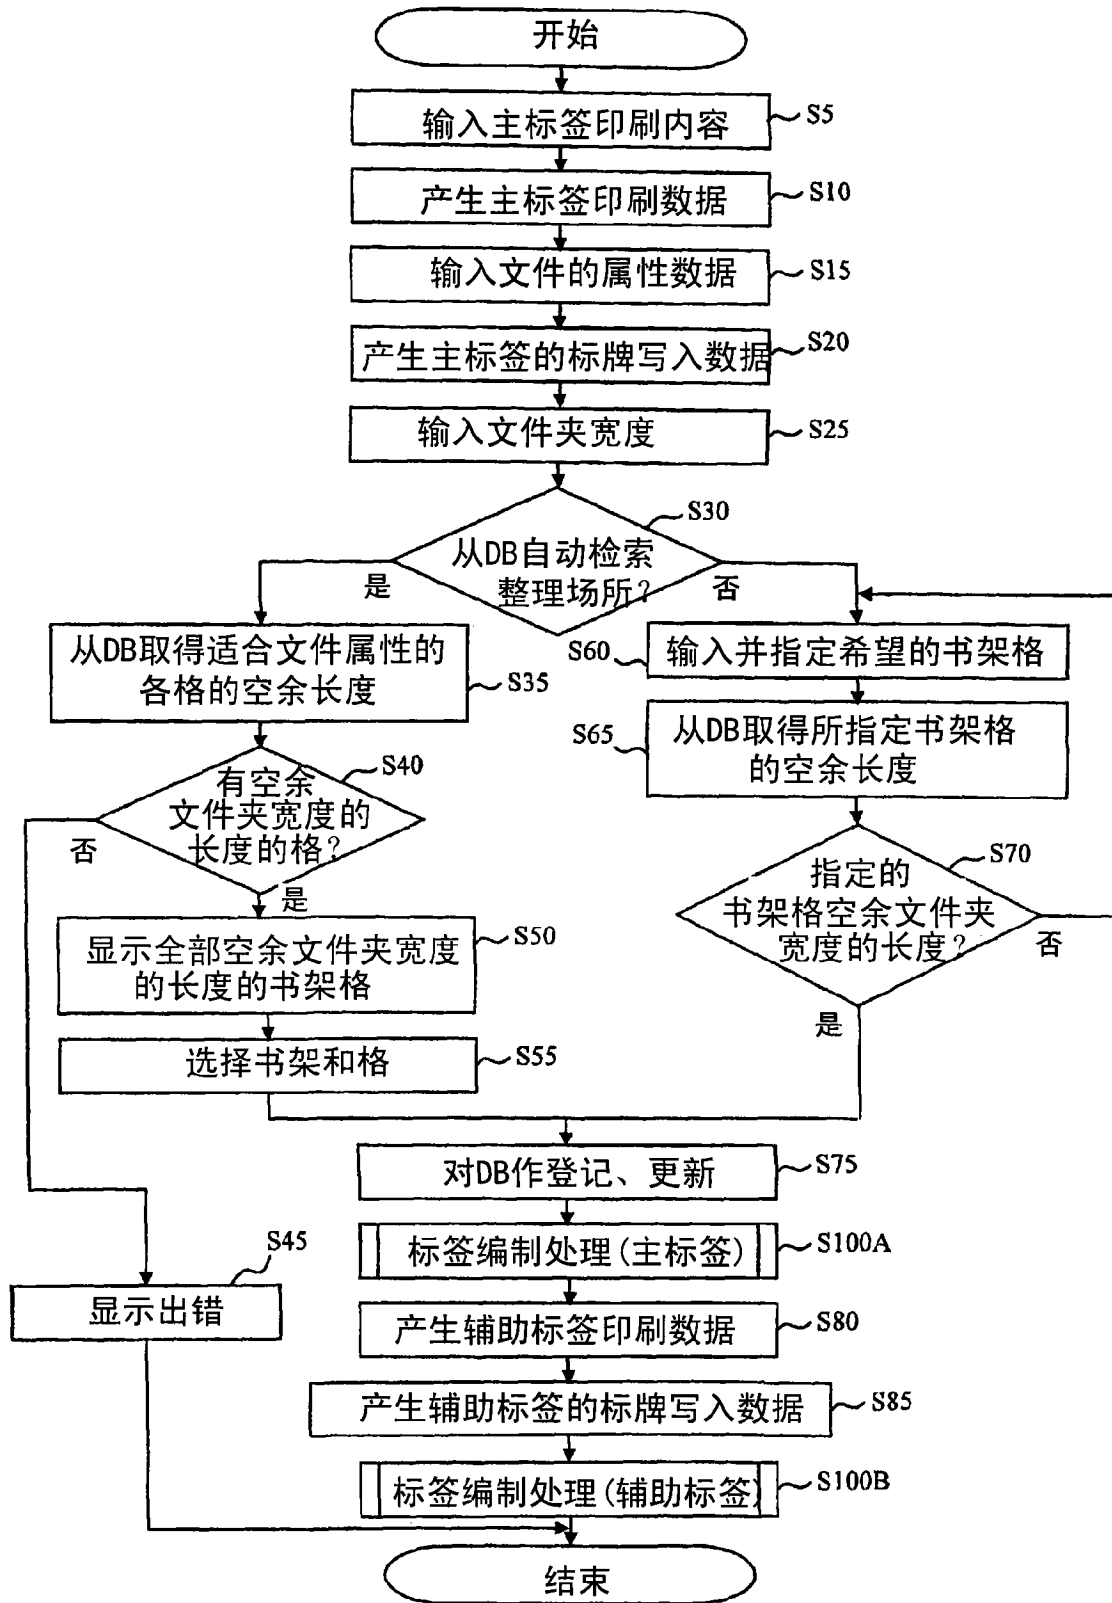 开始
输入主标签印刷内容
S5
产生主标签印刷数据
S10
输入文件的属性数据
S15
产生主标签的标牌写入数据
S20
输入文件夹宽度
S25
从DB自动检索
整理场所?
S30
是
否
从DB取得适合文件属性的
各格的空余长度
S35
有空余
文件夹宽度的
长度的格?
S40
否
是
显示全部空余文件夹宽度
的长度的书架格
S50
选择书架和格
S55
S60
输入并指定希望的书架格
S65
从DB取得所指定书架格
的空余长度
指定的
书架格空余文件夹
宽度的长度?
S70
否
是
对DB作登记、更新
S75
标签编制处理(主标签)
S100A
S45
显示出错
产生辅助标签印刷数据
S80
产生辅助标签的标牌写入数据
S85
标签编制处理(辅助标签)
S100B
结束